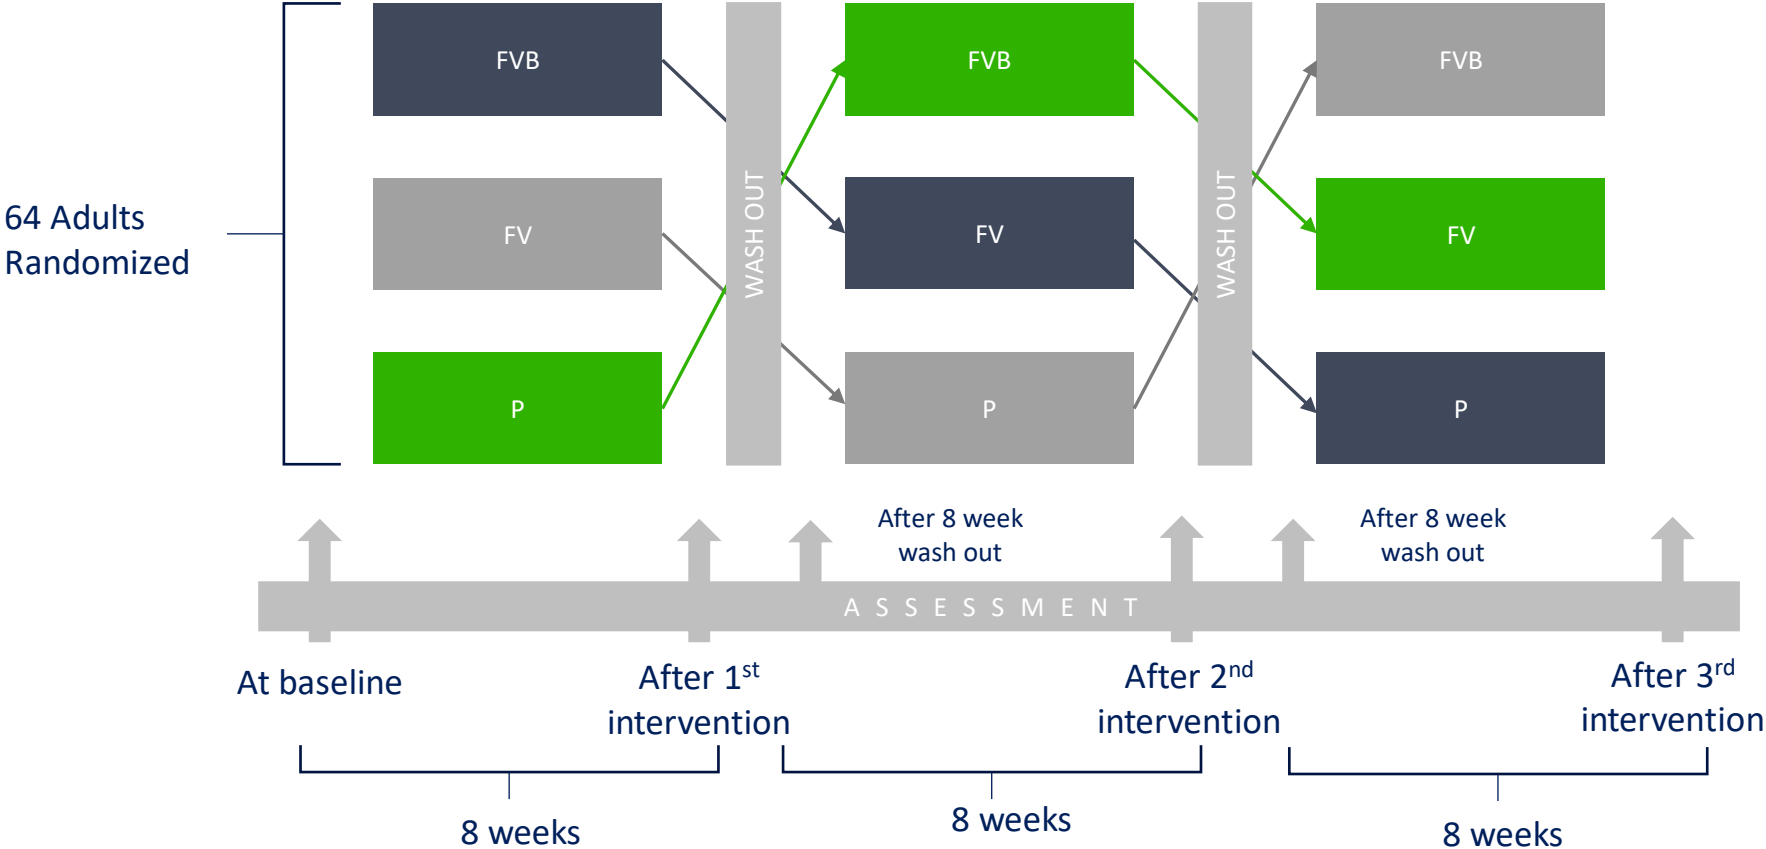 64 Adults
Randomized
FVB
FV
P
WASH OUT
FVB
FV
P
WASH OUT
FVB
FV
P
After 8 week
wash out
After 8 week
wash out
ASSESSMENT
At baseline
After 1st
intervention
After 2nd
intervention
After 3rd
intervention
8 weeks
8 weeks
8 weeks